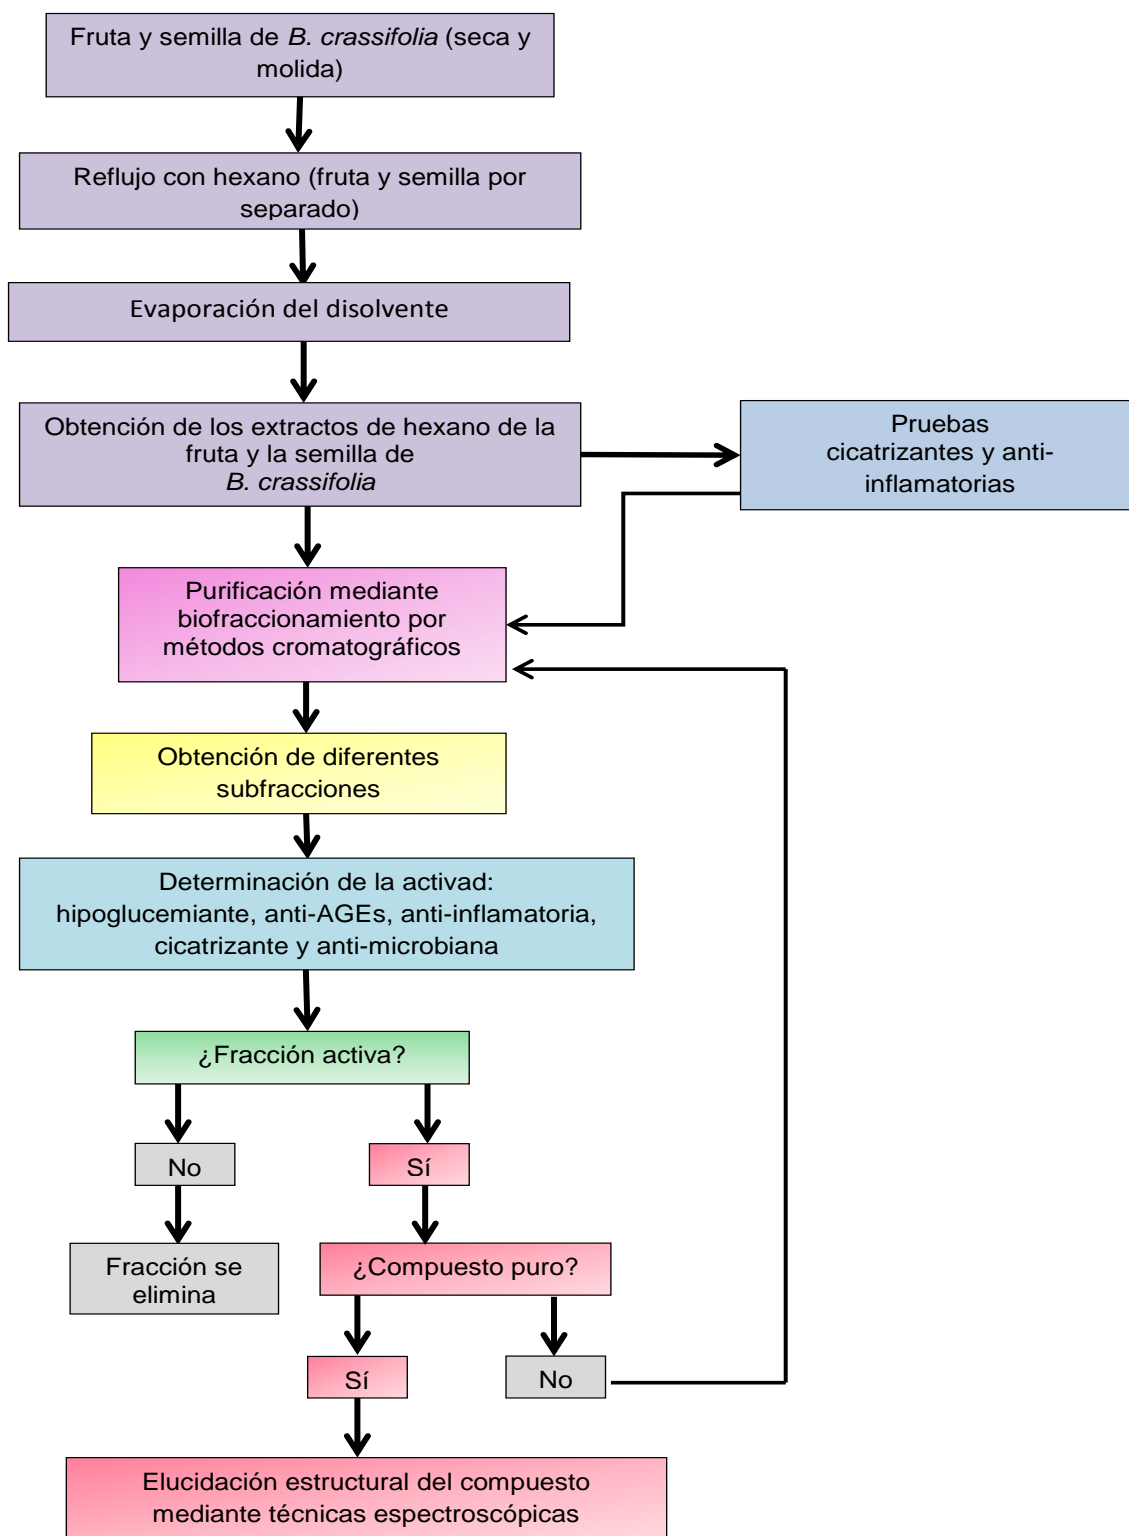 Fruta y semilla de B. crassifolia (seca y
molida)
Reflujo con hexano (fruta y semilla por
separado)
Evaporación del disolvente
Obtención de los extractos de hexano de la
fruta y la semilla de
B. crassifolia
Pruebas
cicatrizantes y anti-
inflamatorias
Purificación mediante
biofraccionamiento por
métodos cromatográficos
Obtención de diferentes
subfracciones
Determinación de la activad:
hipoglucemiante, anti-AGEs, anti-inflamatoria,
cicatrizante y anti-microbiana
¿Fracción activa?
No
Sí
Fracción se
elimina
¿Compuesto puro?
Sí
No
Elucidación estructural del compuesto
mediante técnicas espectroscópicas